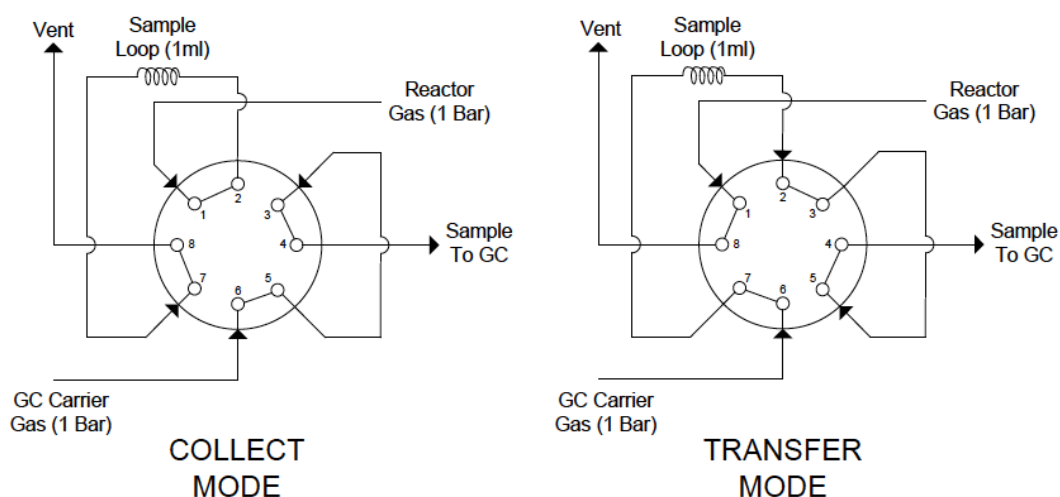 Vent
Sample
Loop (1ml)
Reactor
Gas (1 Bar)
1
2
3
4
5
6
7
8
Sample
To GC
GC Carrier
Gas (1 Bar)
COLLECT
MODE
Vent
Sample
Loop (1ml)
Reactor
Gas (1 Bar)
1
2
3
4
5
6
7
8
Sample
To GC
GC Carrier
Gas (1 Bar)
TRANSFER
MODE